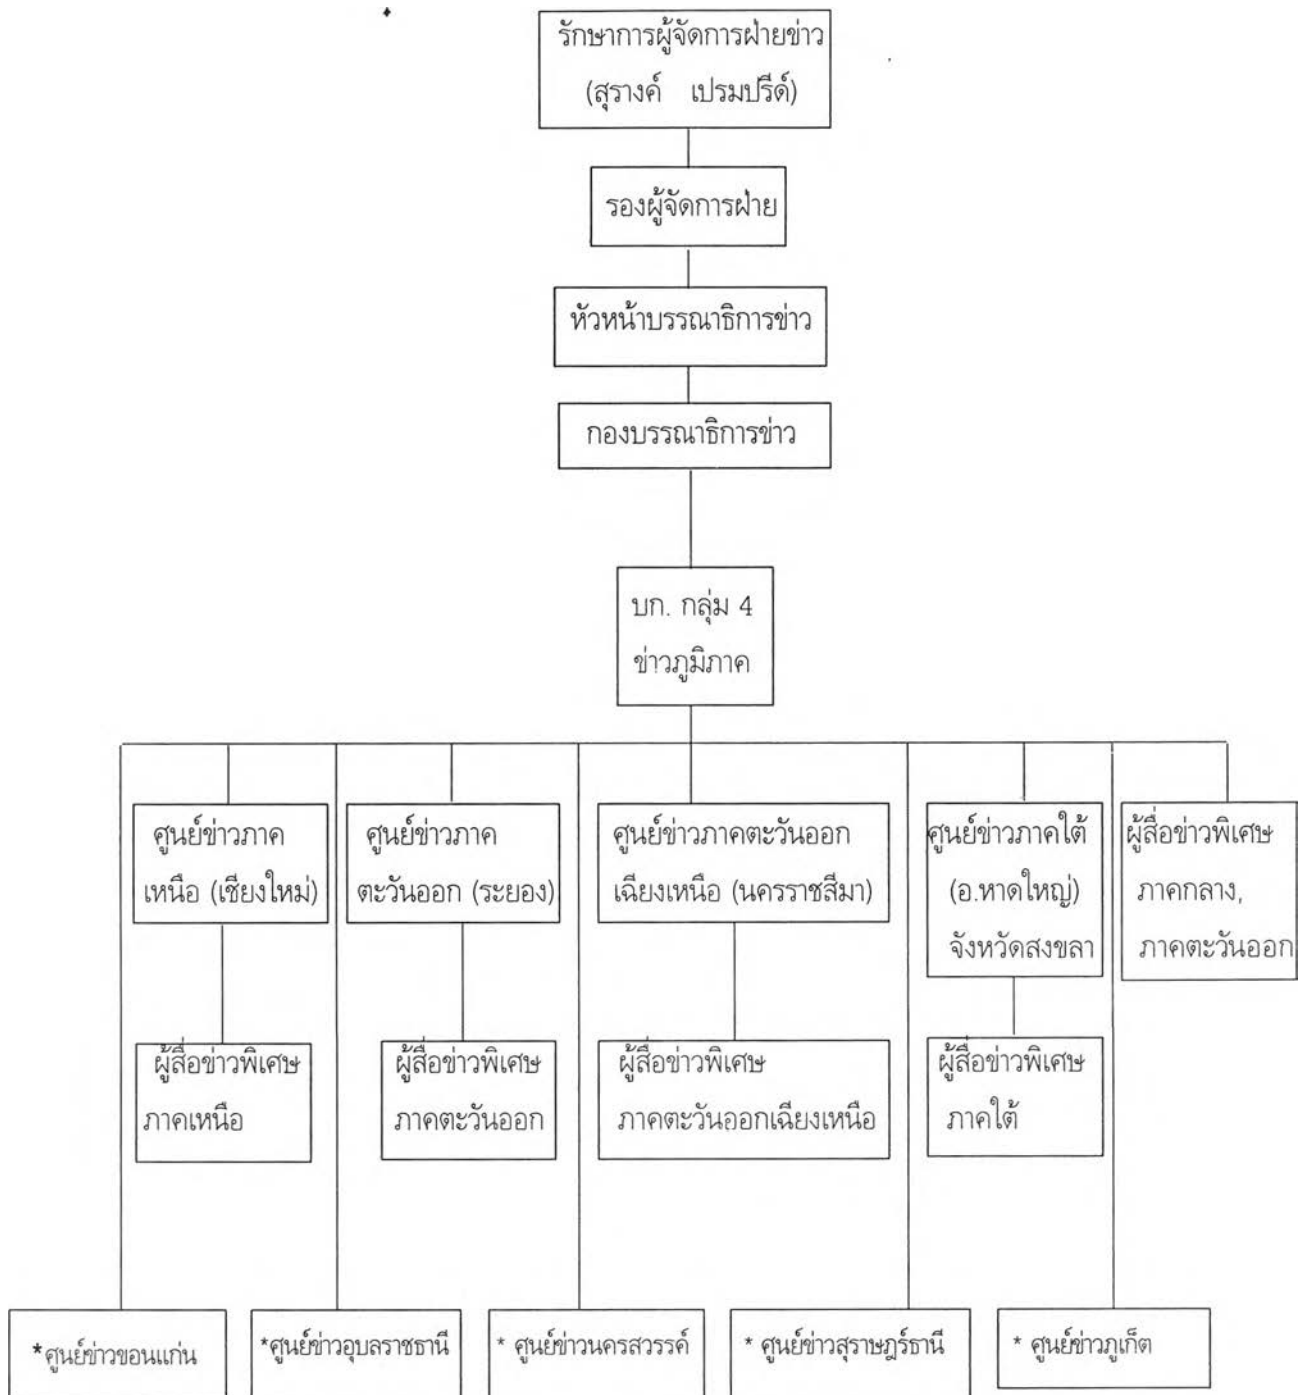 รักษาการผู้จัดการฝ่ายข่าว
(สุรางค์ เปรมปรีด์)
รองผู้จัดการฝ่าย
หัวหน้าบรรณาธิการข่าว
กองบรรณาธิการข่าว
บก. กลุ่ม 4
ข่าวภูมิภาค
ศูนย์ข่าวภาค
เหนือ (เชียงใหม่)
ศูนย์ข่าวภาค
ตะวันออก (ระยอง)
ศูนย์ข่าวภาคตะวันออก
เฉียงเหนือ (นครราชสีมา)
ศูนย์ข่าวภาคใต้
(อ.หาดใหญ่)
จังหวัดสงขลา
ผู้สื่อข่าวพิเศษ
ภาคกลาง,
ภาคตะวันออก
ผู้สื่อข่าวพิเศษ
ภาคเหนือ
ผู้สื่อข่าวพิเศษ
ภาคตะวันออก
ผู้สื่อข่าวพิเศษ
ภาคตะวันออกเฉียงเหนือ
ผู้สื่อข่าวพิเศษ
ภาคใต้
*ศูนย์ข่าวขอนแก่น
*ศูนย์ข่าวอุบลราชธานี
* ศูนย์ข่าวนครสวรรค์
* ศูนย์ข่าวสุราษฎร์ธานี
* ศูนย์ข่าวภูเก็ต